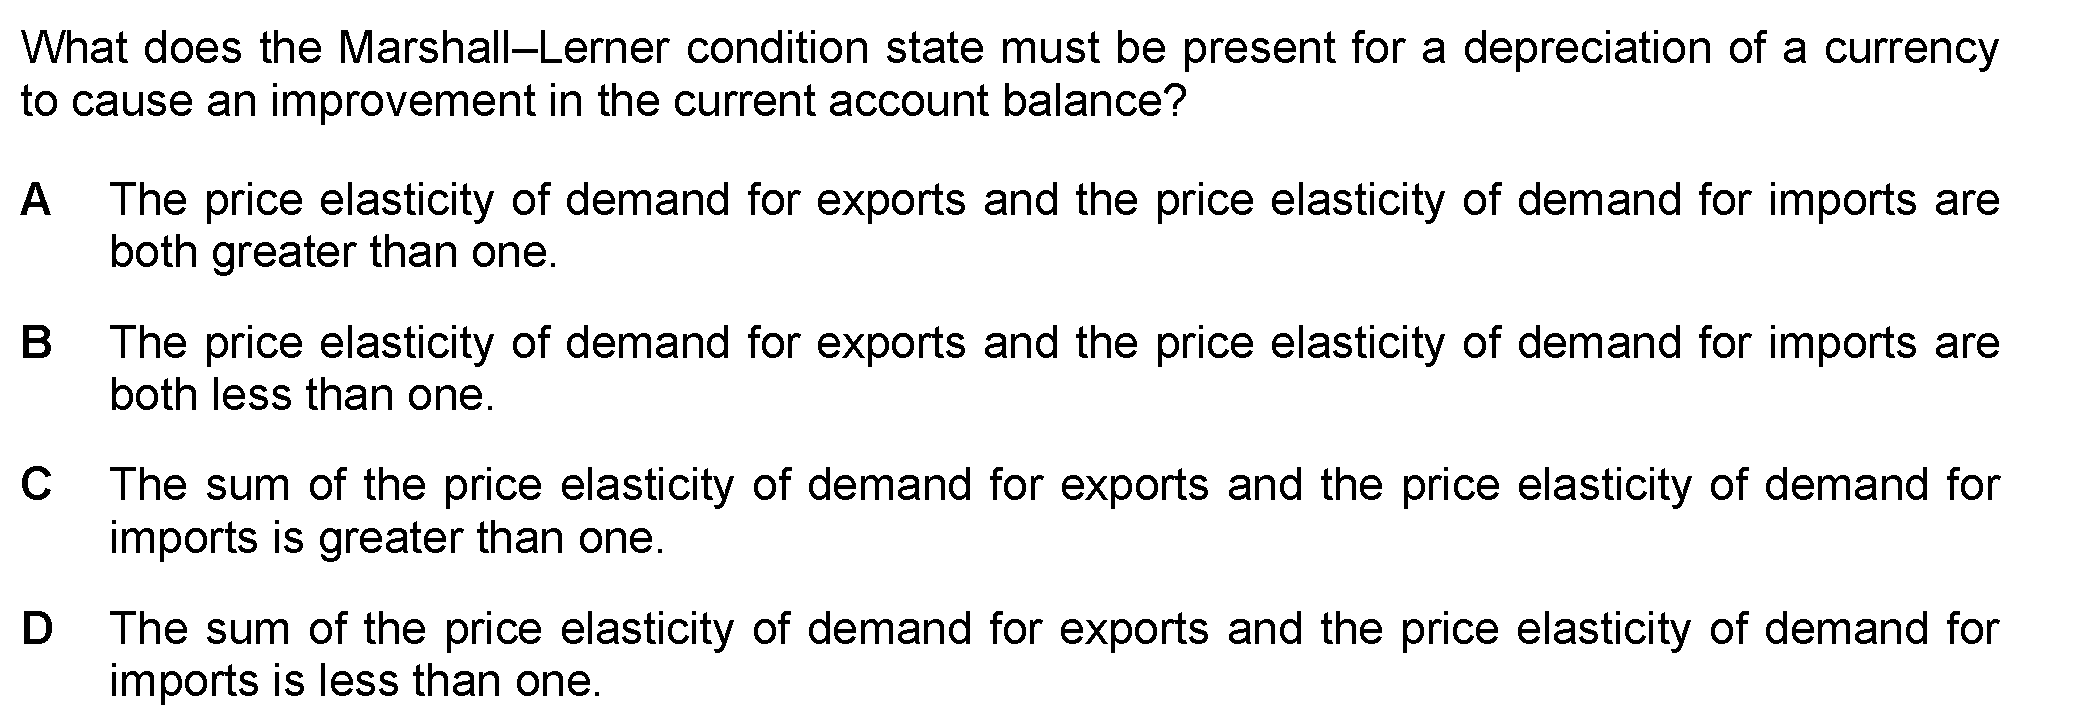 What does the Marshall–Lerner condition state must be present for a depreciation of a currency
to cause an improvement in the current account balance?
A The price elasticity of demand for exports and the price elasticity of demand for imports are
both greater than one.
B The price elasticity of demand for exports and the price elasticity of demand for imports are
both less than one.
C The sum of the price elasticity of demand for exports and the price elasticity of demand for
imports is greater than one.
D The sum of the price elasticity of demand for exports and the price elasticity of demand for
imports is less than one.